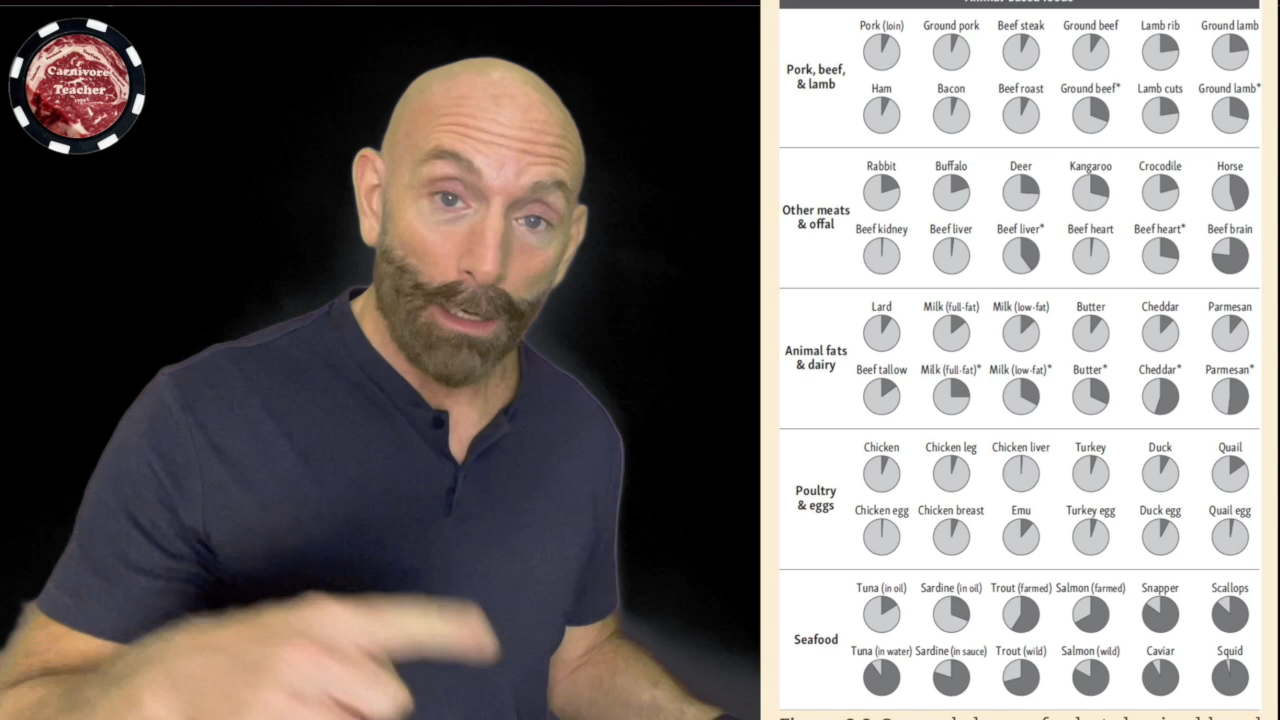 Carnivore
Teacher
Animal-based foods
Pork (loin) Ground pork Beef steak Ground beef Lamb rib Ground lamb
Pork, beef,
& lamb
Ham Bacon Beef roast Ground beef* Lamb cuts Ground lamb*
Rabbit Buffalo Deer Kangaroo Crocodile Horse
Other meats
& offal
Beef kidney Beef liver Beef liver* Beef heart Beef heart* Beef brain
Lard Milk (full-fat) Milk (low-fat) Butter Cheddar Parmesan
Animal fats
& dairy
Beef tallow Milk (full-fat)* Milk (low-fat)* Butter* Cheddar* Parmesan*
Chicken Chicken leg Chicken liver Turkey Duck Quail
Poultry
& eggs
Chicken egg Chicken breast Emu Turkey egg Duck egg Quail egg
Tuna (in oil) Sardine (in oil) Trout (farmed) Salmon (farmed) Snapper Scallops
Seafood
Tuna (in water) Sardine (in sauce) Trout (wild) Salmon (wild) Caviar Squid